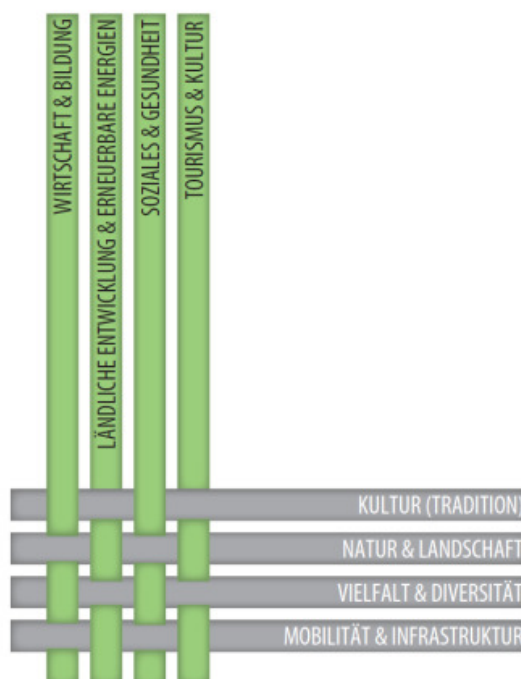 WIRTSCHAFT & BILDUNG
LÄNDLICHE ENTWICKLUNG & ERNEUERBARE ENERGIEN
SOZIALES & GESUNDHEIT
TOURISMUS & KULTUR
KULTUR (TRADITION)
NATUR & LANDSCHAFT
VIELFALT & DIVERSITÄT
MOBILITÄT & INFRASTRUKTUR